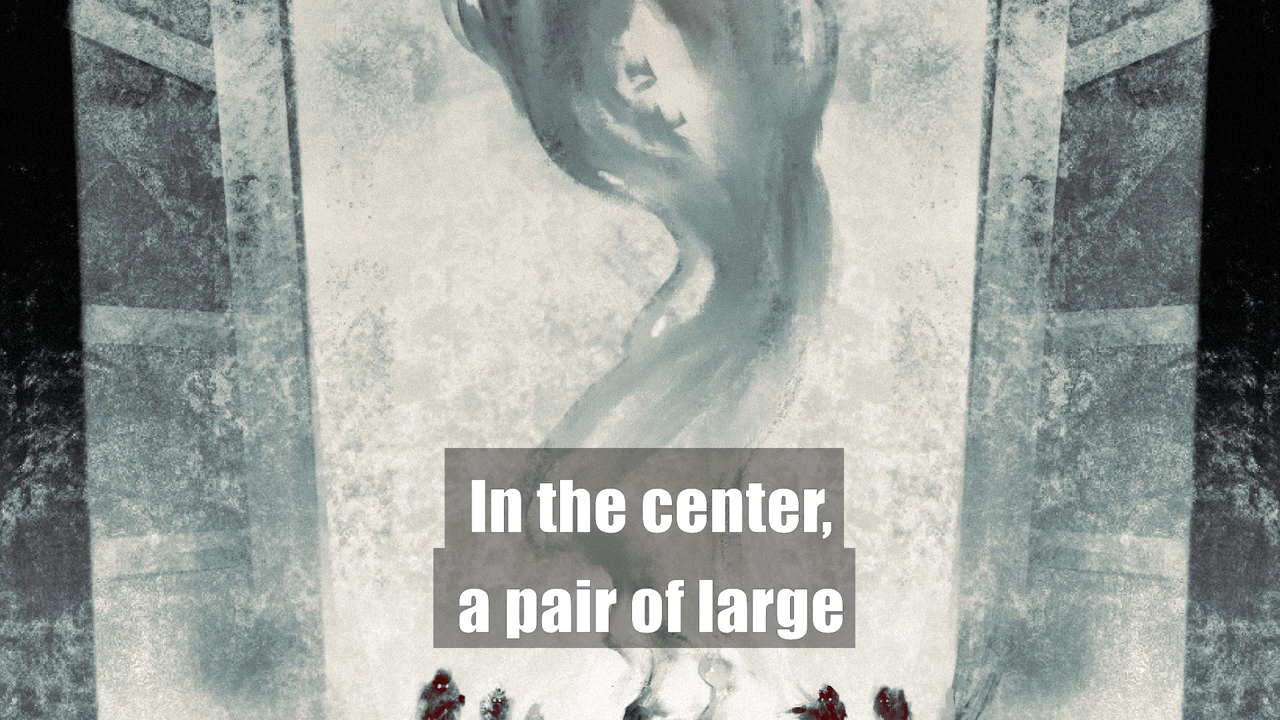 In the center,
a pair of large